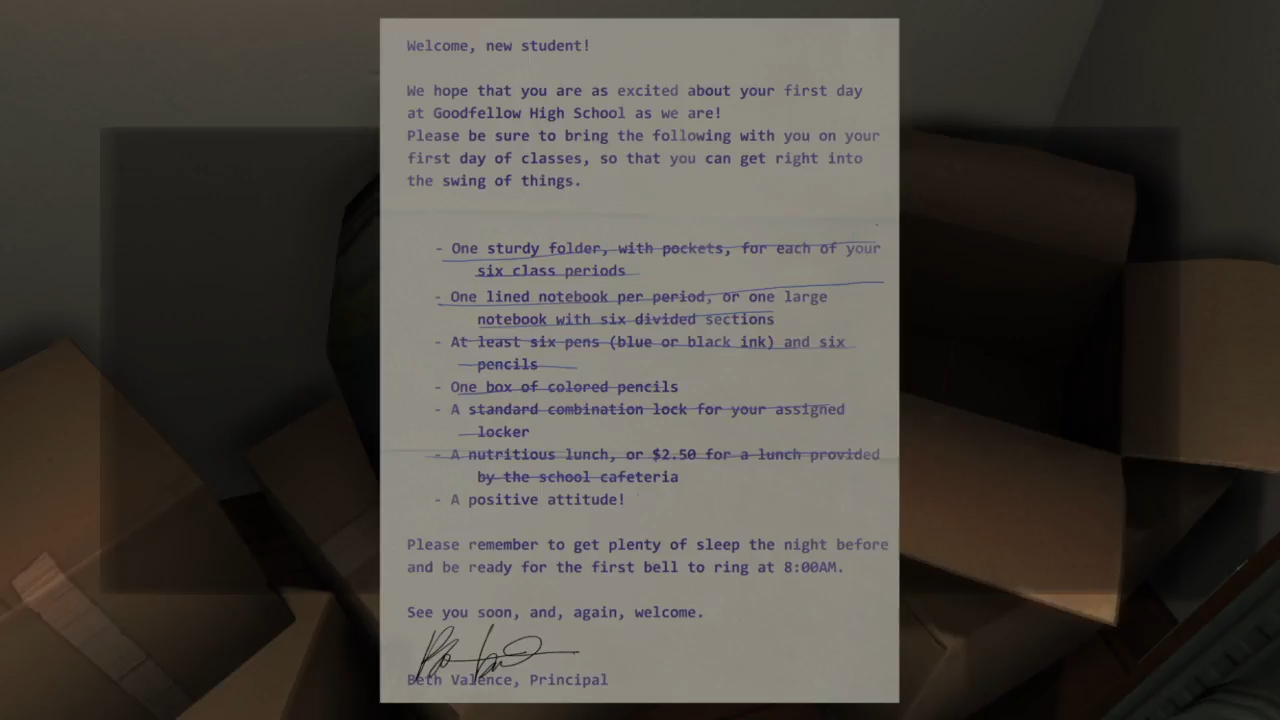 Welcome, new student!
We hope that you are as excited about your first day
at Goodfellow High School as we are!
Please be sure to bring the following with you on your
first day of classes, so that you can get right into
the swing of things.
- One sturdy folder, with pockets, for each of your
six class periods
- One lined notebook per period, or one large
notebook with six divided sections
- At least six pens (blue or black ink) and six
pencils
- One box of colored pencils
- A standard combination lock for your assigned
locker
- A nutritious lunch, or $2.50 for a lunch provided
by the school cafeteria
- A positive attitude!
Please remember to get plenty of sleep the night before
and be ready for the first bell to ring at 8:00AM.
See you soon, and, again, welcome.
Beth Valence, Principal